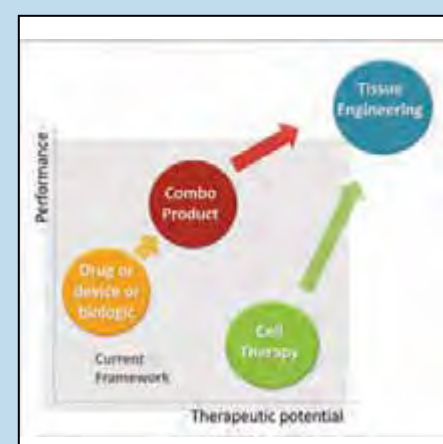 Tissue
Engineering
Performance
Combo
Product
Drug or
device or
biologic
Cell
Therapy
Current
Framework
Therapeutic potential